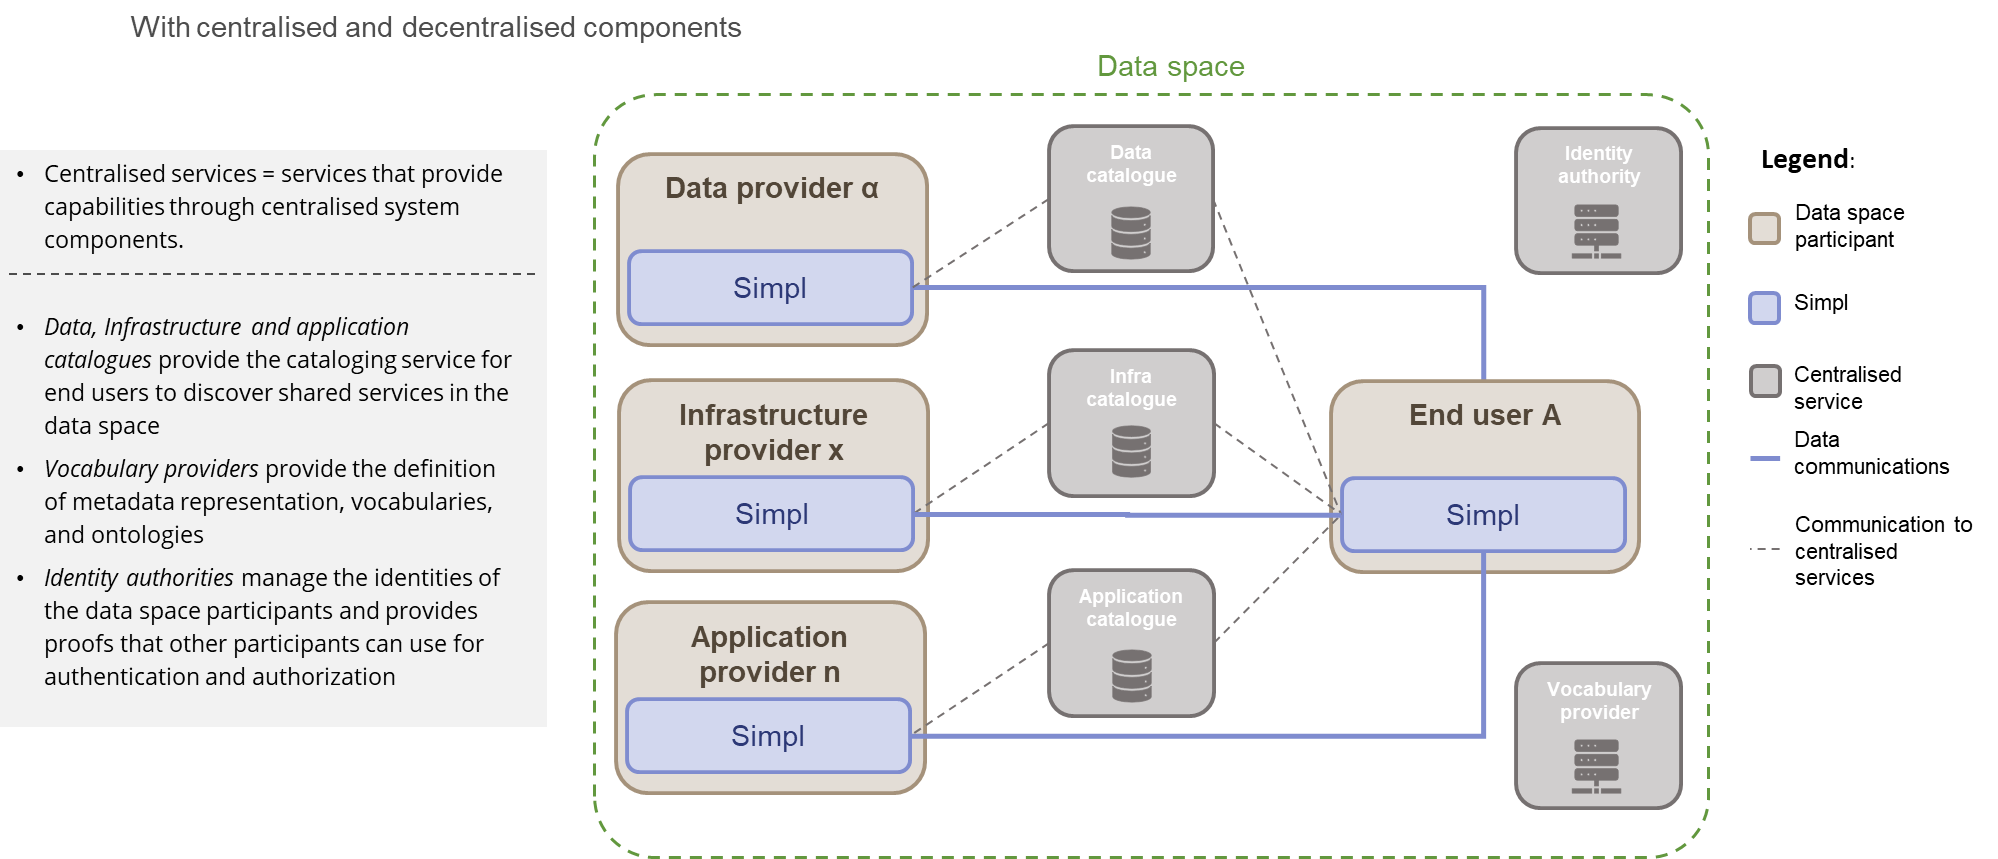 With centralised and decentralised components
• Centralised services = services that provide
capabilities through centralised system
components.
• Data, Infrastructure and application
catalogues provide the cataloging service for
end users to discover shared services in the
data space
• Vocabulary providers provide the definition
of metadata representation, vocabularies,
and ontologies
• Identity authorities manage the identities of
the data space participants and provides
proofs that other participants can use for
authentication and authorization
Data space
Data provider α
Simpl
Infrastructure
provider x
Simpl
Application
provider n
Simpl
Data
catalogue
Infra
catalogue
Application
catalogue
Identity
authority
End user A
Simpl
Vocabulary
provider
Legend:
Data space
participant
Simpl
Centralised
service
Data
communications
Communication to
centralised
services